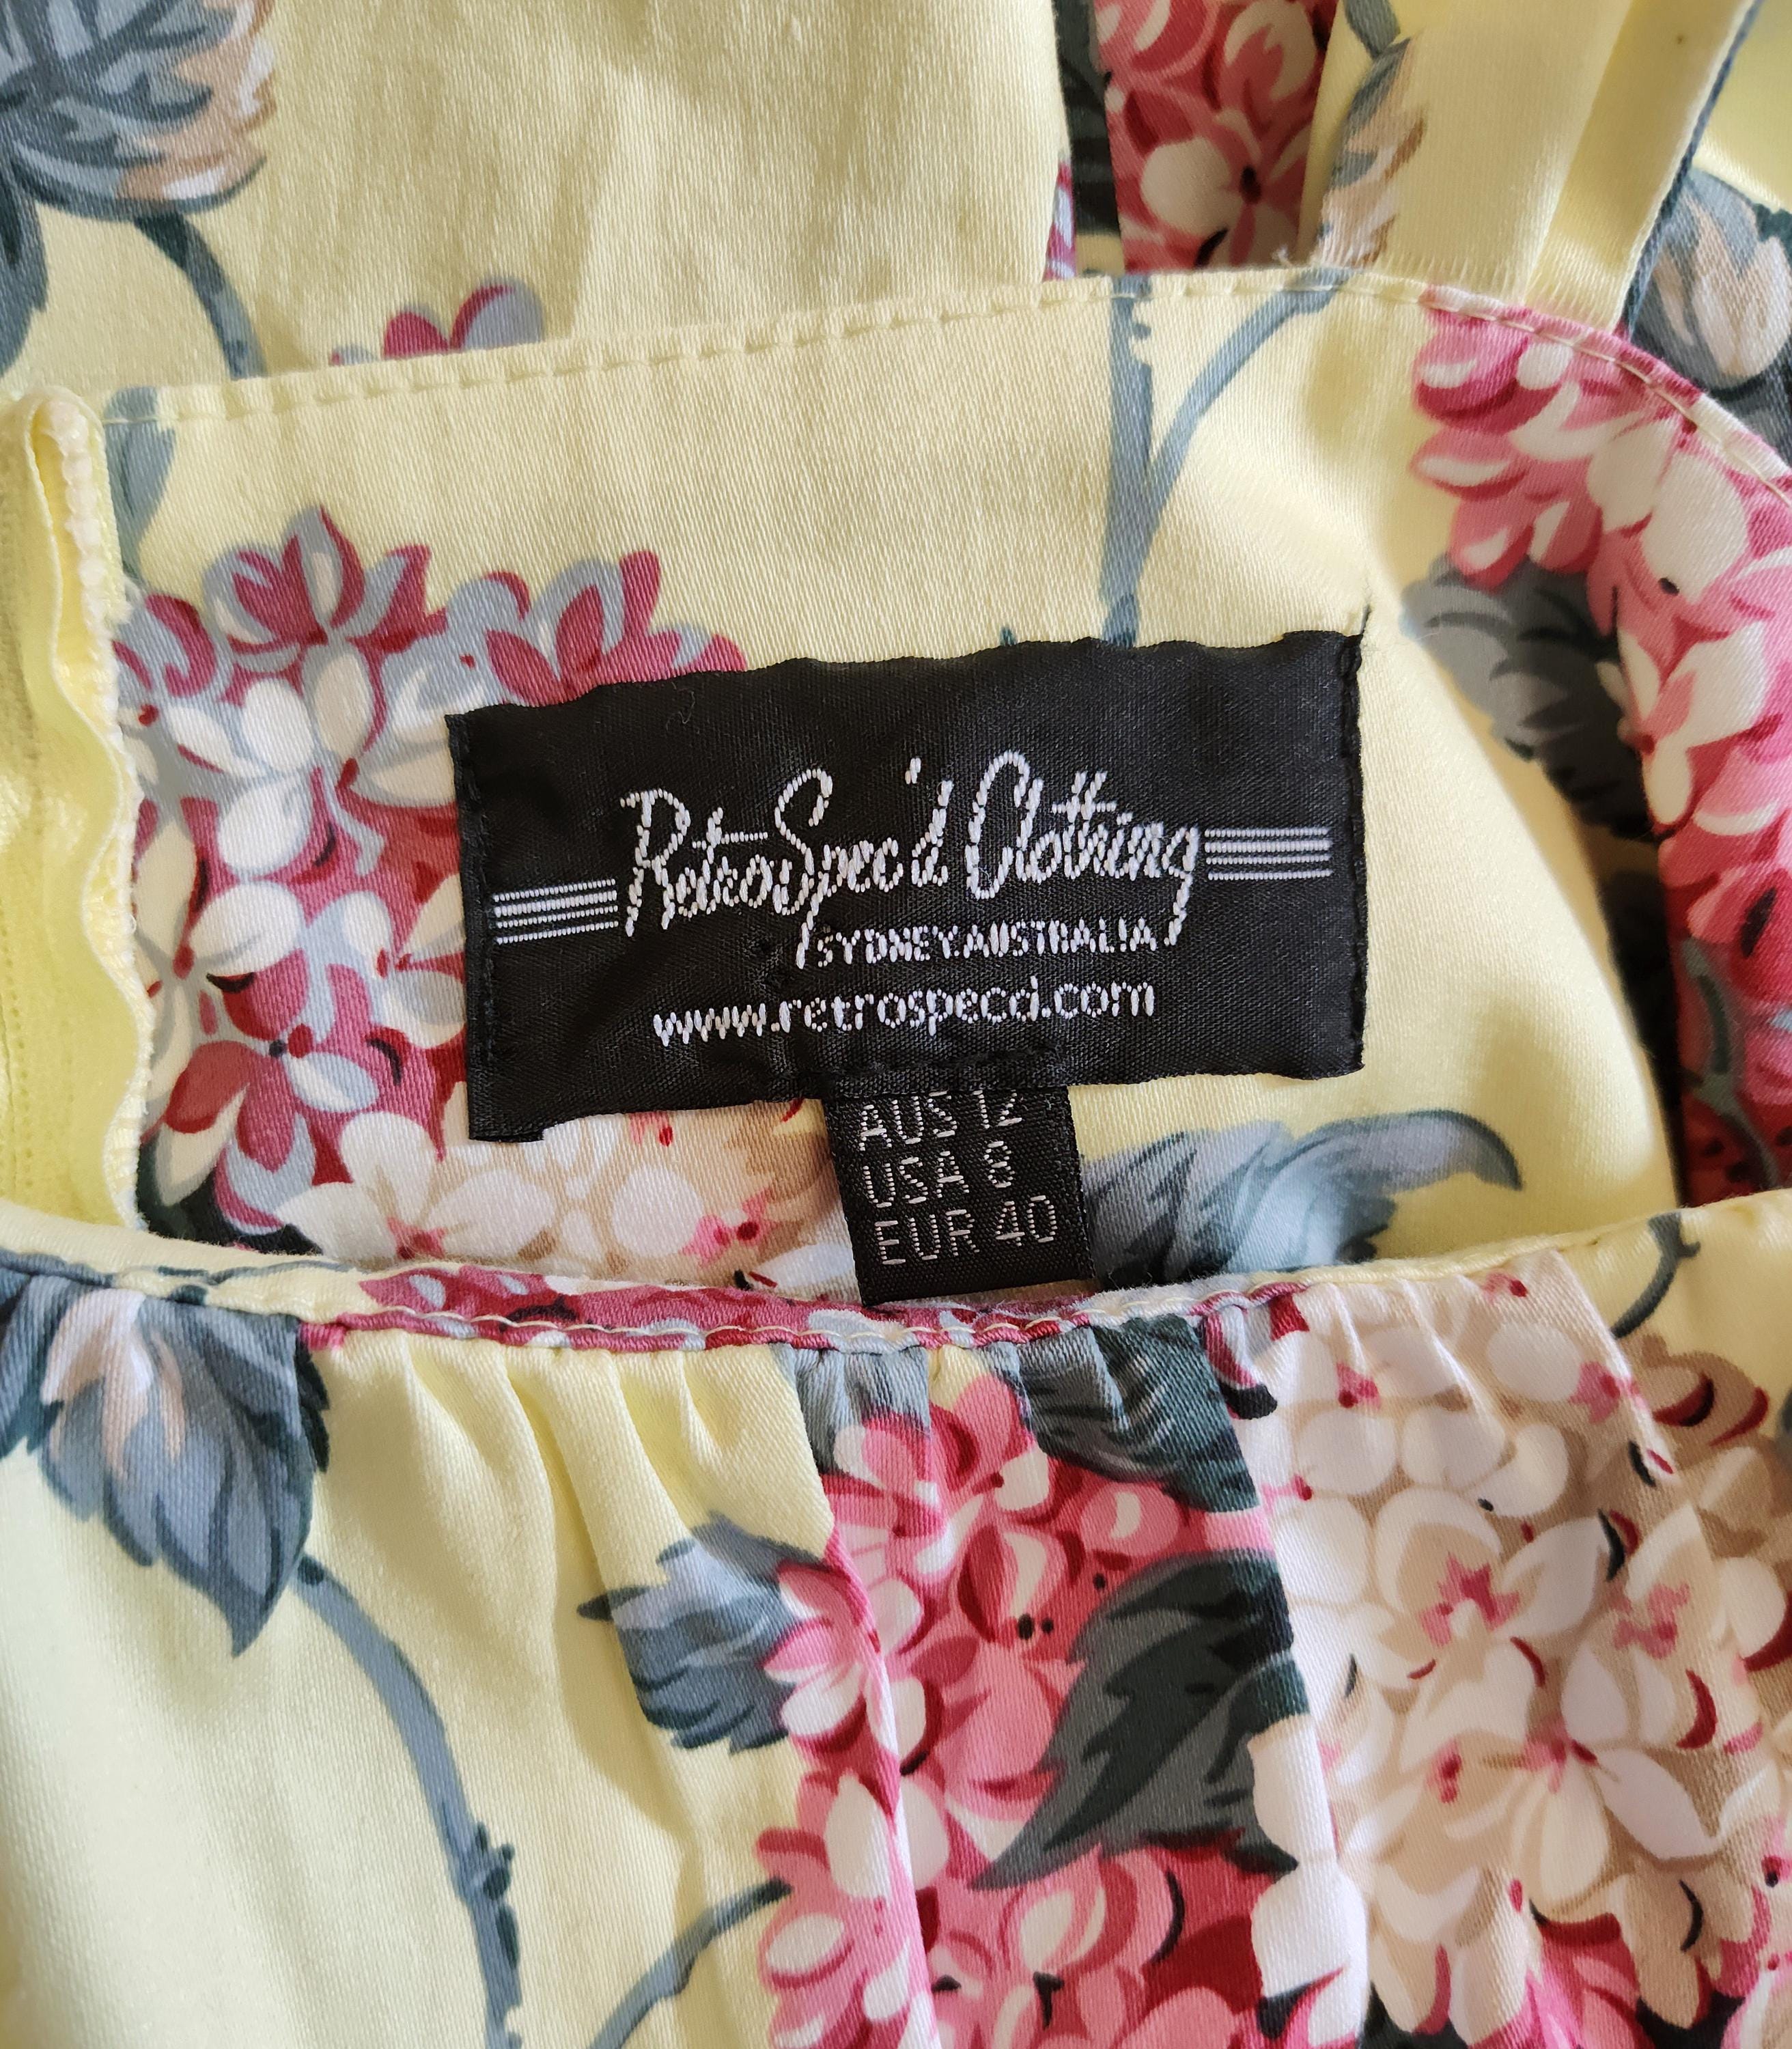 RetroSpec'd Clothing
SYDNEY.AUSTRALIA
www.retrospecd.com
AUS 12
USA 8
EUR 40